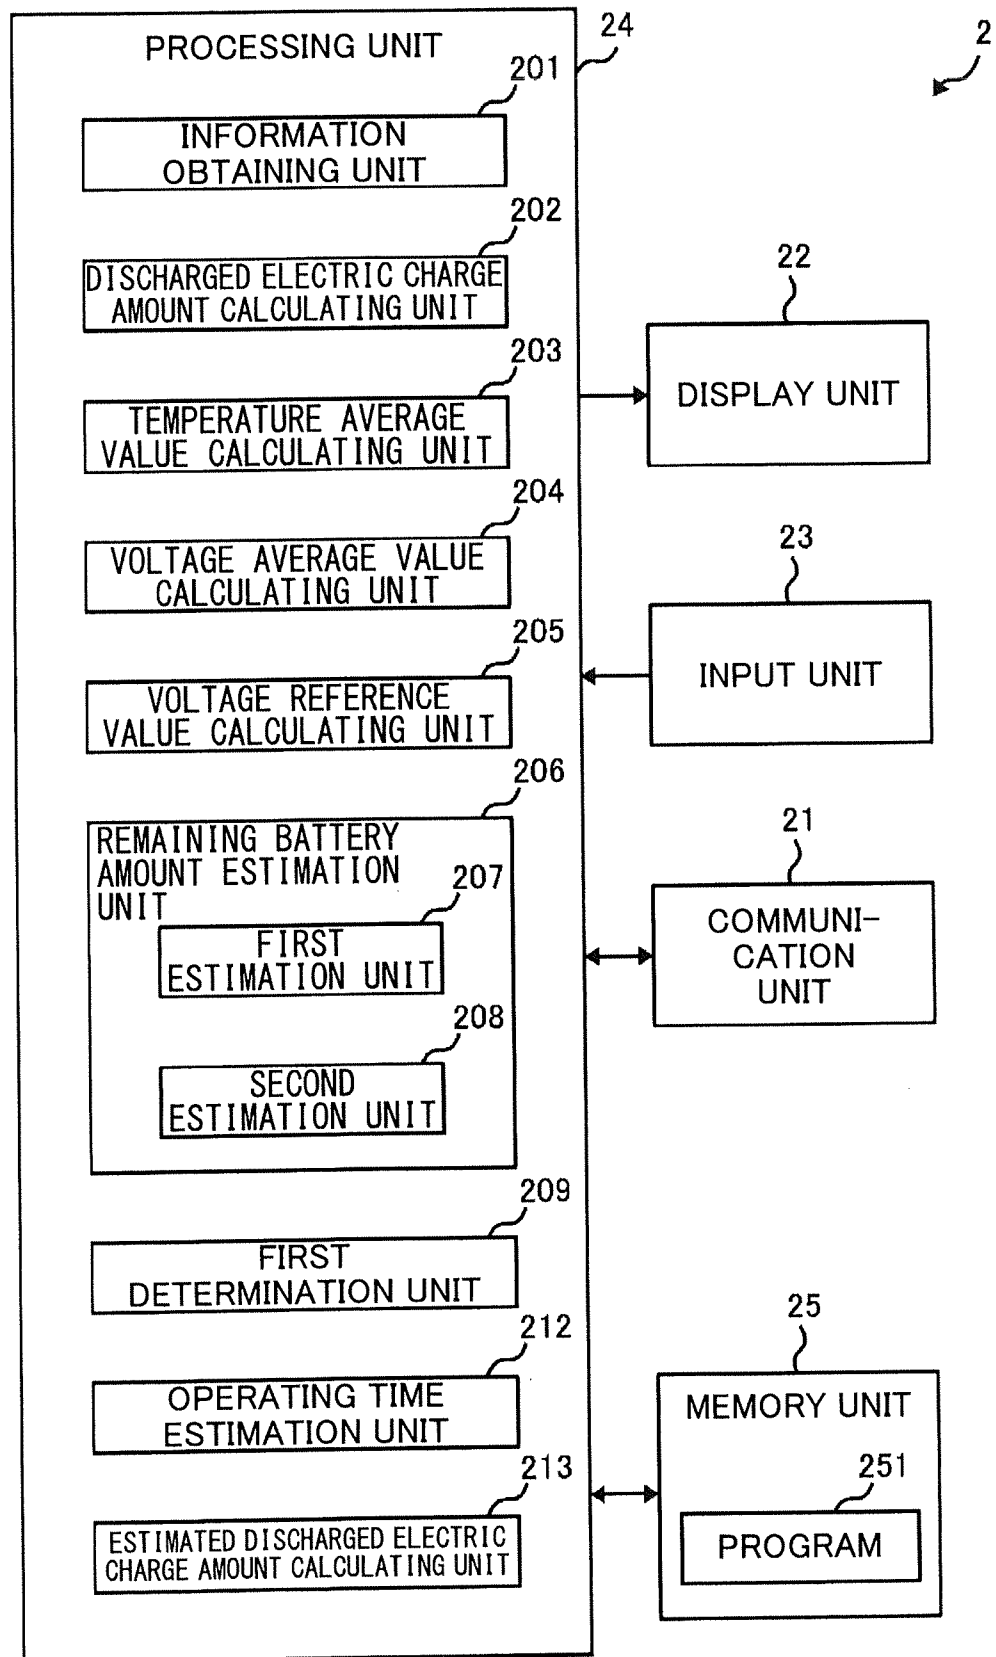 PROCESSING UNIT
24
2
201
INFORMATION
OBTAINING UNIT
202
DISCHARGED ELECTRIC CHARGE
AMOUNT CALCULATING UNIT
203
TEMPERATURE AVERAGE
VALUE CALCULATING UNIT
204
VOLTAGE AVERAGE VALUE
CALCULATING UNIT
205
VOLTAGE REFERENCE
VALUE CALCULATING UNIT
206
REMAINING BATTERY
AMOUNT ESTIMATION
UNIT
207
FIRST
ESTIMATION UNIT
208
SECOND
ESTIMATION UNIT
209
FIRST
DETERMINATION UNIT
212
OPERATING TIME
ESTIMATION UNIT
213
ESTIMATED DISCHARGED ELECTRIC
CHARGE AMOUNT CALCULATING UNIT
22
DISPLAY UNIT
23
INPUT UNIT
21
COMMUNI-
CATION
UNIT
25
MEMORY UNIT
251
PROGRAM